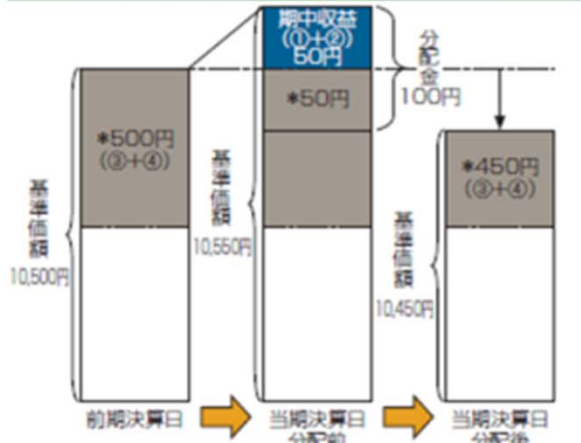 *500円
(③+④)
基準価額
10,500円
前期決算日
期中収益
(①+②)
50円
*50円
分配金
100円
基準価額
10,550円
当期決算日
分配前
*450円
(③+④)
基準価額
10,450円
当期決算日
分配後